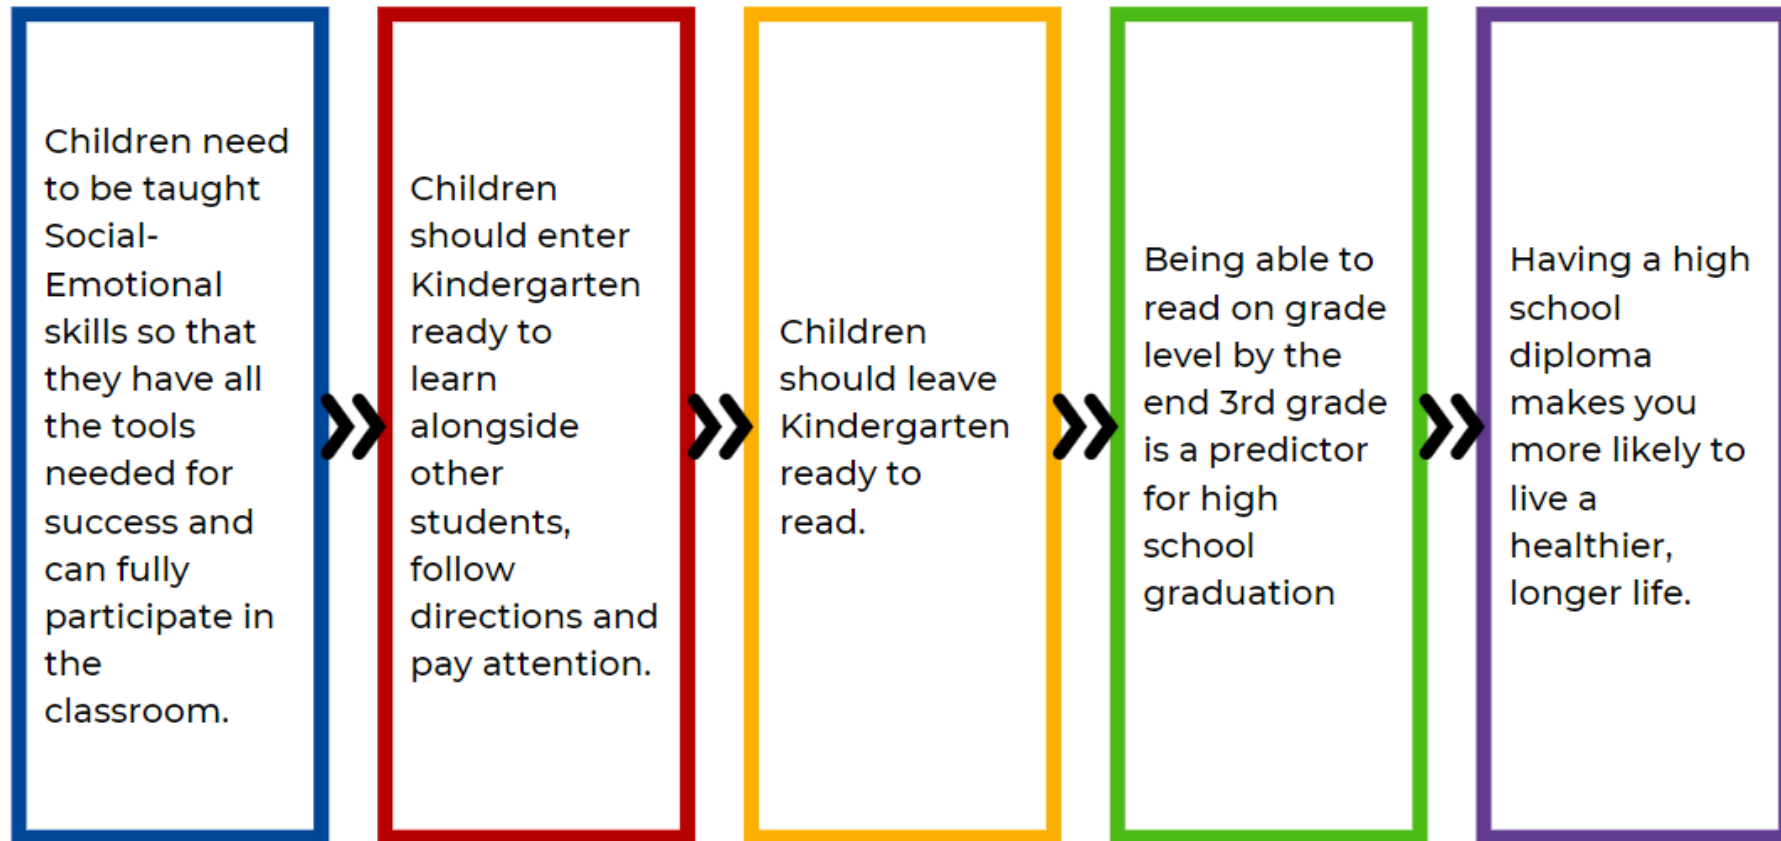 Children need
to be taught
Social-
Emotional
skills so that
they have all
the tools
needed for
success and
can fully
participate in
the
classroom.
Children
should enter
Kindergarten
ready to
learn
alongside
other
students,
follow
directions and
pay attention.
Children
should leave
Kindergarten
ready to
read.
Being able to
read on grade
level by the
end 3rd grade
is a predictor
for high
school
graduation
Having a high
school
diploma
makes you
more likely to
live a
healthier,
longer life.